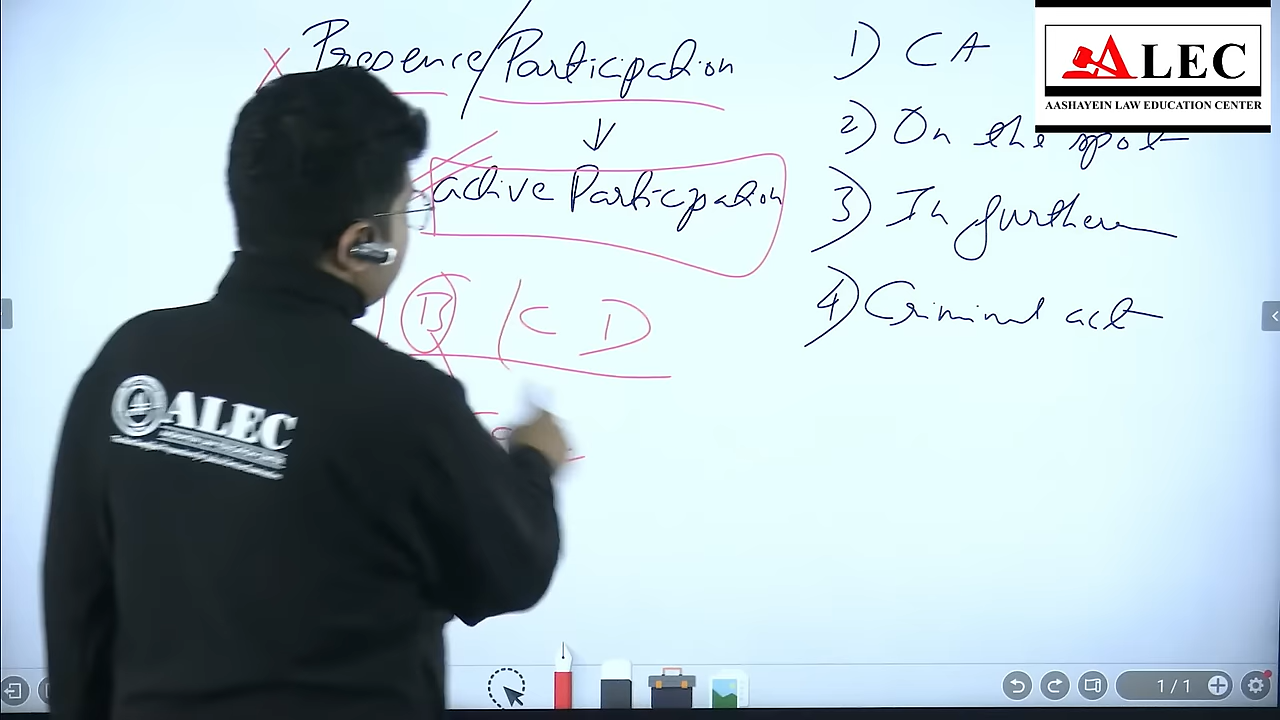 X Presence/Participation
active Participation
B / C D
1) CA
2) On the spot
3) In furthera
4) Criminal act
ALEC
AASHAYEIN LAW EDUCATION CENTER
ALEC
1/1